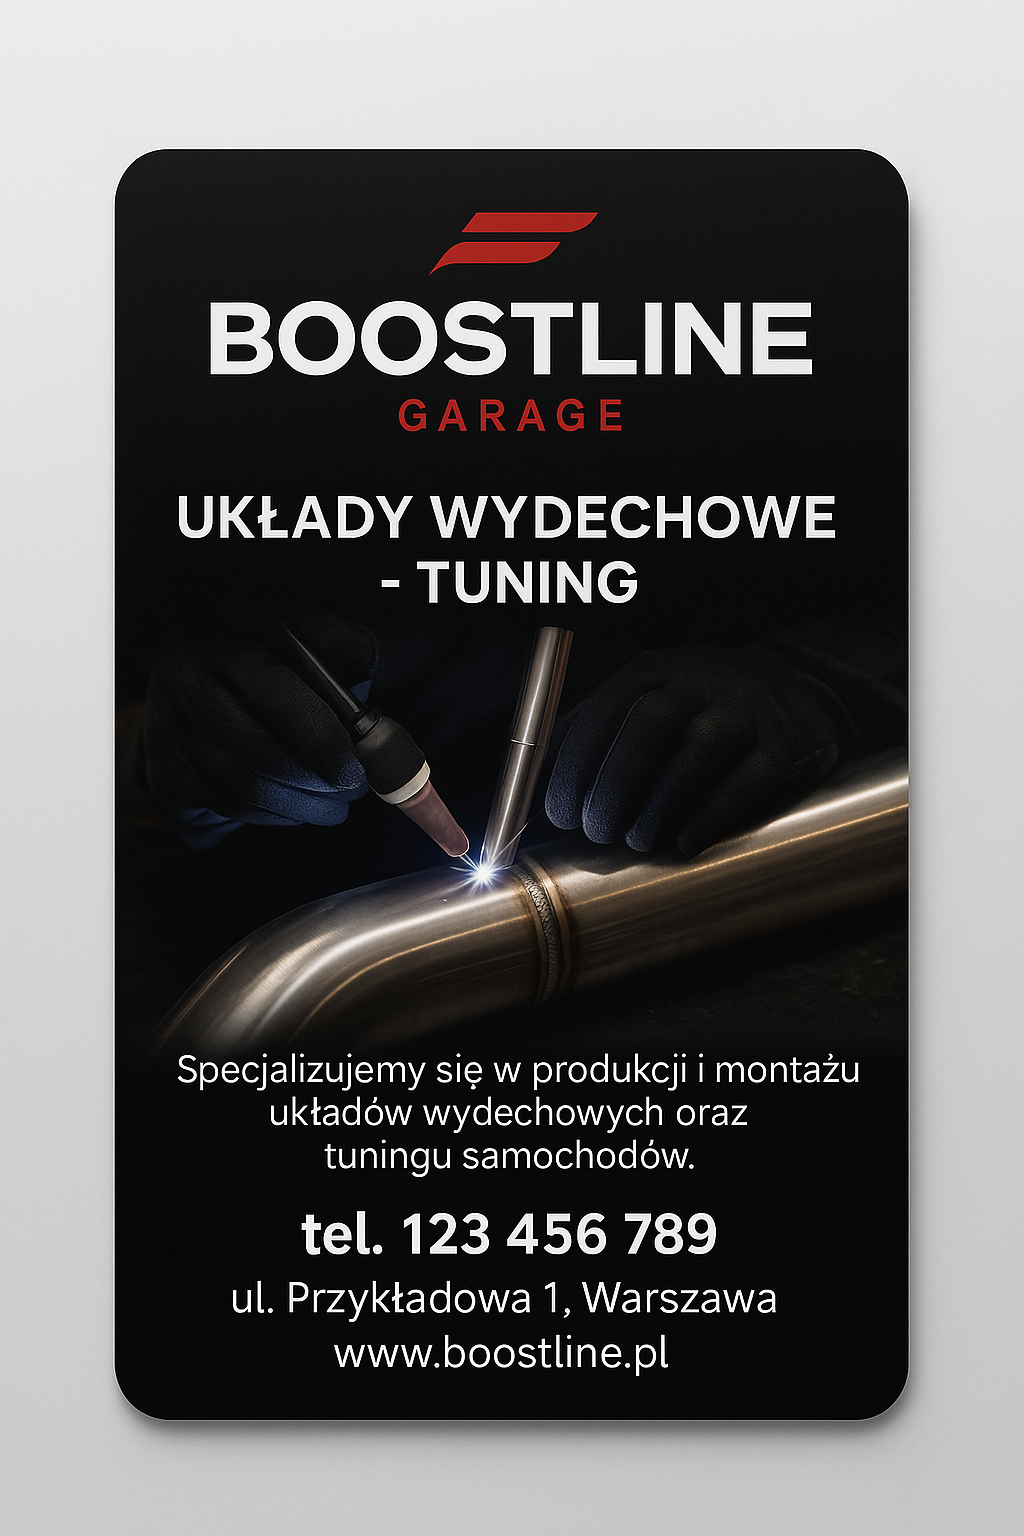 BOOSTLINE
GARAGE
UKŁADY WYDECHOWE
- TUNING
Specjalizujemy się w produkcji i montażu
układów wydechowych oraz
tuningu samochodów.
tel. 123 456 789
ul. Przykładowa 1, Warszawa
www.boostline.pl